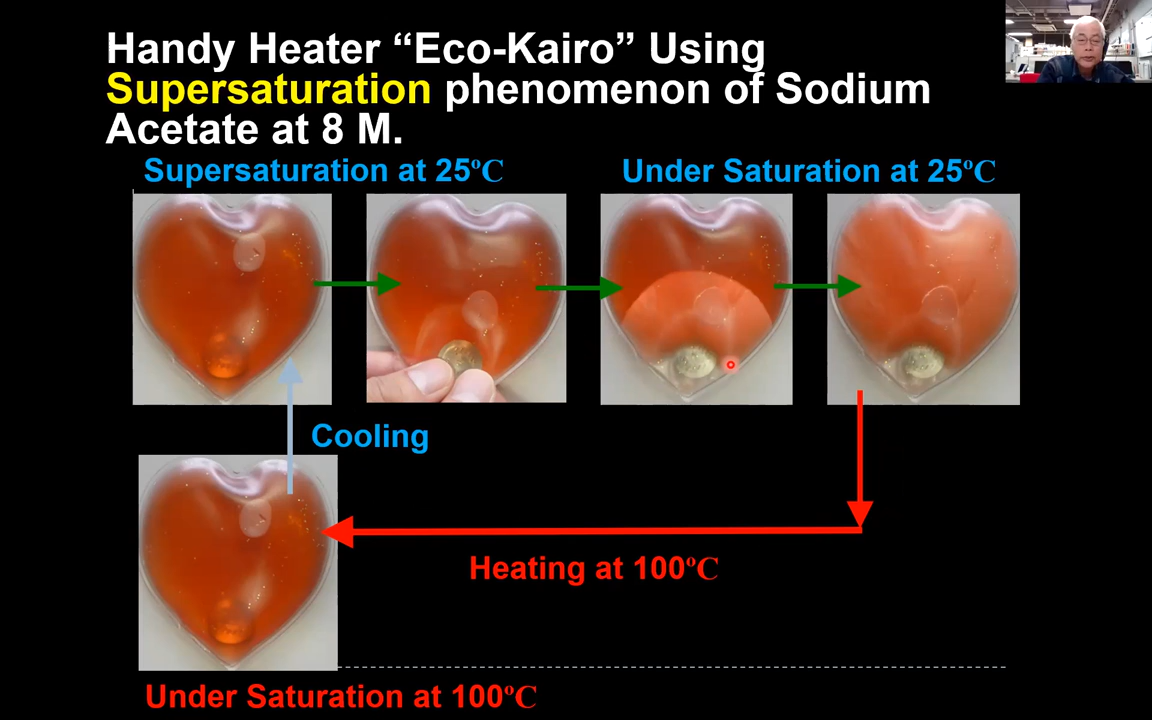 Handy Heater “Eco-Kairo” Using
Supersaturation phenomenon of Sodium
Acetate at 8 M.
Supersaturation at 25ºC
Under Saturation at 25ºC
Cooling
Heating at 100ºC
Under Saturation at 100ºC